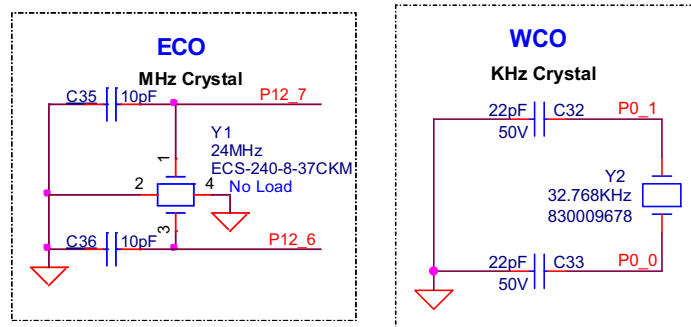 ECO
MHz Crystal
C35 10pF P12_7
Y1
24MHz
ECS-240-8-37CKM
No Load
1
2 4
3
C36 10pF P12_6
WCO
KHz Crystal
22pF C32 P0_1
50V
Y2
32.768KHz
830009678
22pF C33 P0_0
50V